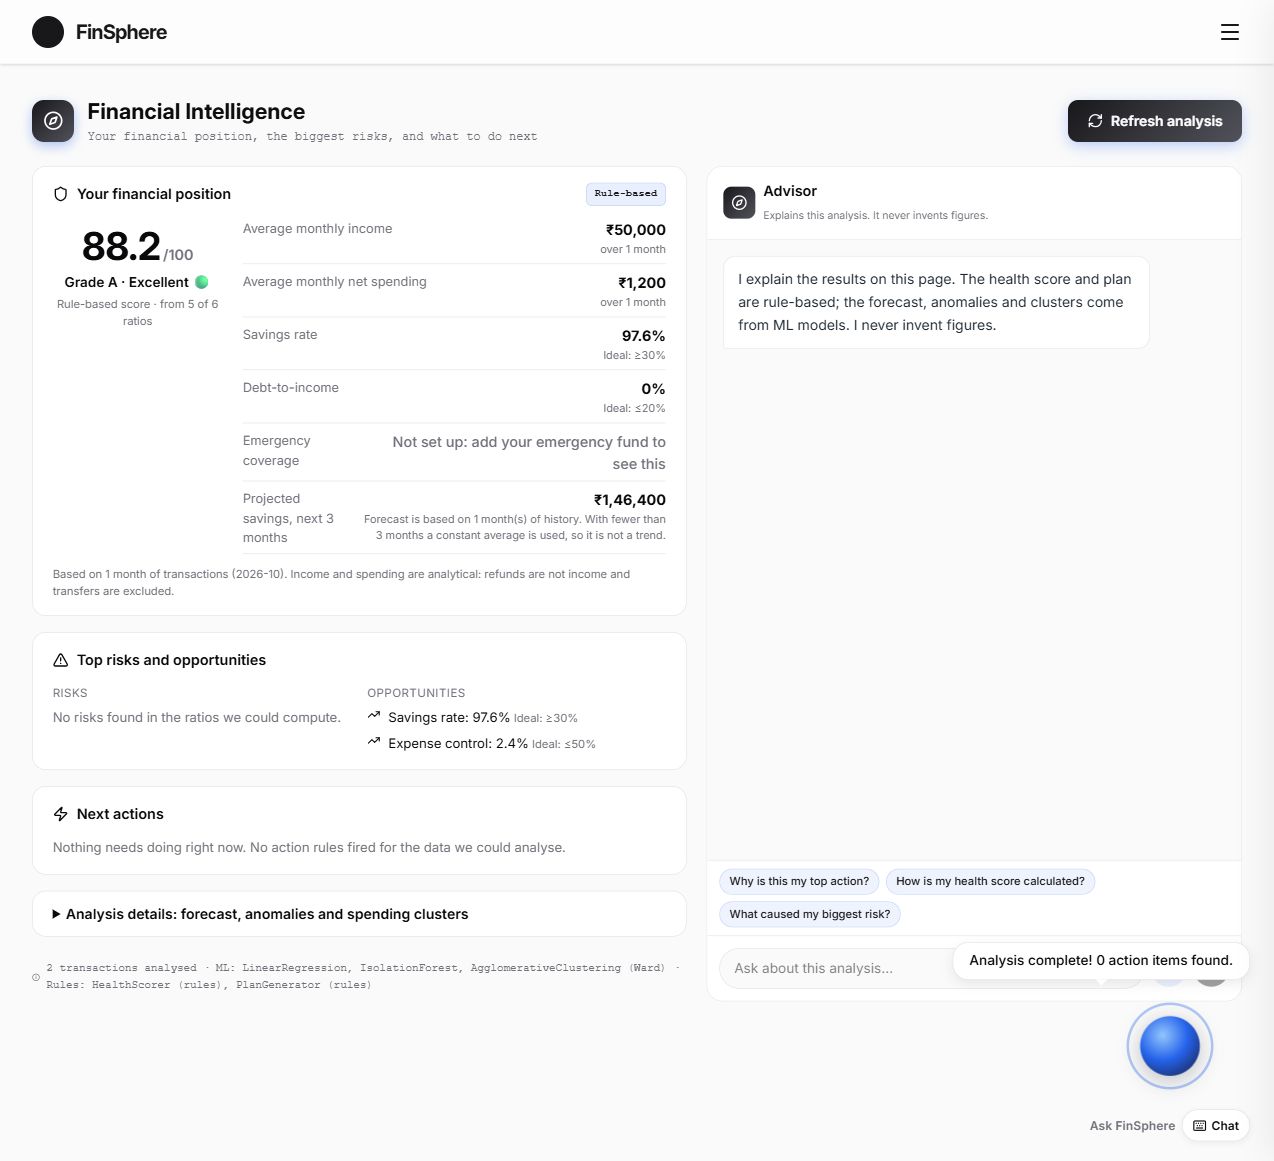 FinSphere
Financial Intelligence
Your financial position, the biggest risks, and what to do next
Refresh analysis
Your financial position
Rule-based
88.2/100
Grade A · Excellent
Rule-based score · from 5 of 6
ratios
Average monthly income
₹50,000
over 1 month
Average monthly net spending
₹1,200
over 1 month
Savings rate
97.6%
Ideal: ≥30%
Debt-to-income
0%
Ideal: ≤20%
Emergency
coverage
Not set up: add your emergency fund to
see this
Projected
savings, next 3
months
₹1,46,400
Forecast is based on 1 month(s) of history. With fewer than
3 months a constant average is used, so it is not a trend.
Based on 1 month of transactions (2026-10). Income and spending are analytical: refunds are not income and
transfers are excluded.
Top risks and opportunities
RISKS
No risks found in the ratios we could compute.
OPPORTUNITIES
Savings rate: 97.6% Ideal: ≥30%
Expense control: 2.4% Ideal: ≤50%
Next actions
Nothing needs doing right now. No action rules fired for the data we could analyse.
Analysis details: forecast, anomalies and spending clusters
2 transactions analysed · ML: LinearRegression, IsolationForest, AgglomerativeClustering (Ward) ·
Rules: HealthScorer (rules), PlanGenerator (rules)
Advisor
Explains this analysis. It never invents figures.
I explain the results on this page. The health score and plan
are rule-based; the forecast, anomalies and clusters come
from ML models. I never invent figures.
Why is this my top action?
How is my health score calculated?
What caused my biggest risk?
Ask about this analysis...
Analysis complete! 0 action items found.
Ask FinSphere
Chat